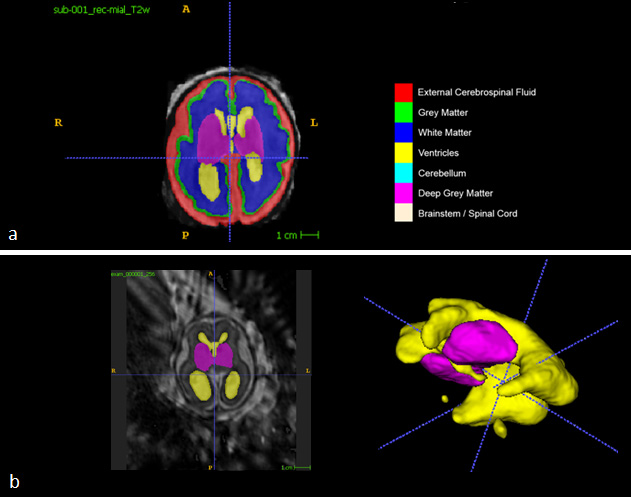 sub-001_rec-mial_T2w
A
R
L
P
1 cm
External Cerebrospinal Fluid
Grey Matter
White Matter
Ventricles
Cerebellum
Deep Grey Matter
Brainstem / Spinal Cord
a
A
R
L
P
1cm
b